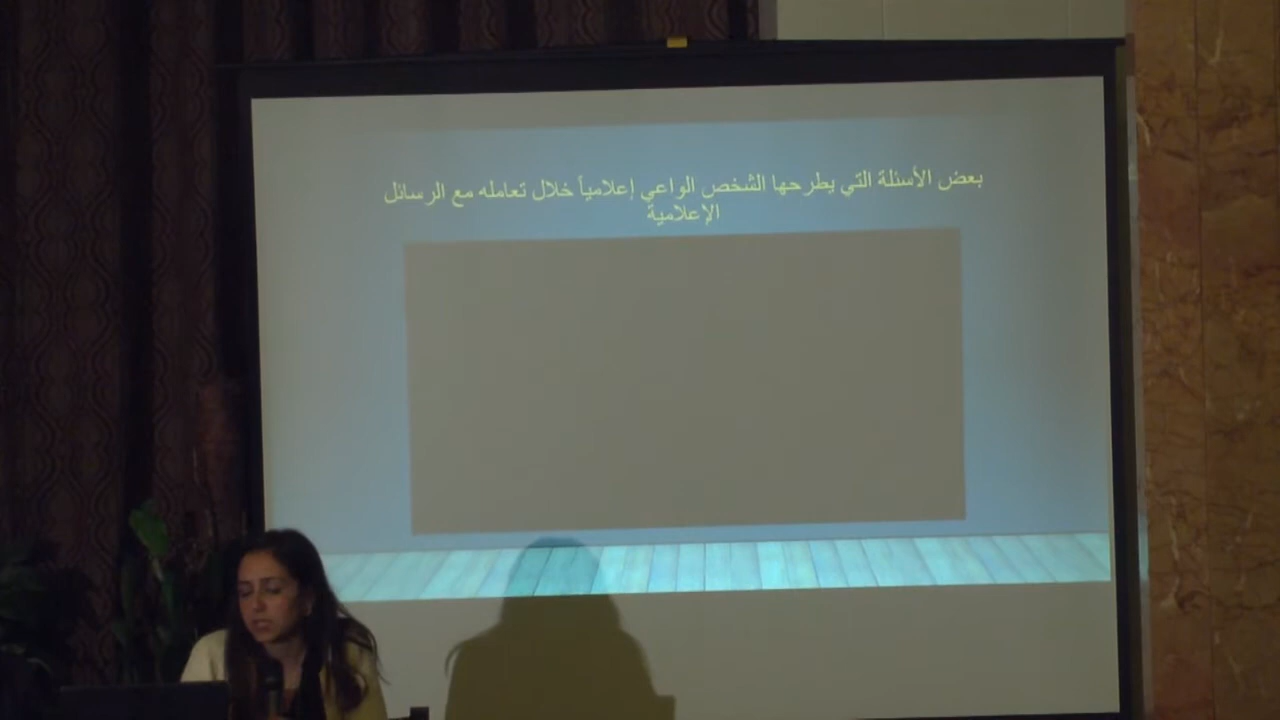 بعض الأسئلة التي يطرحها الشخص الواعي إعلامياً خلال تعامله مع الرسائل
الإعلامية